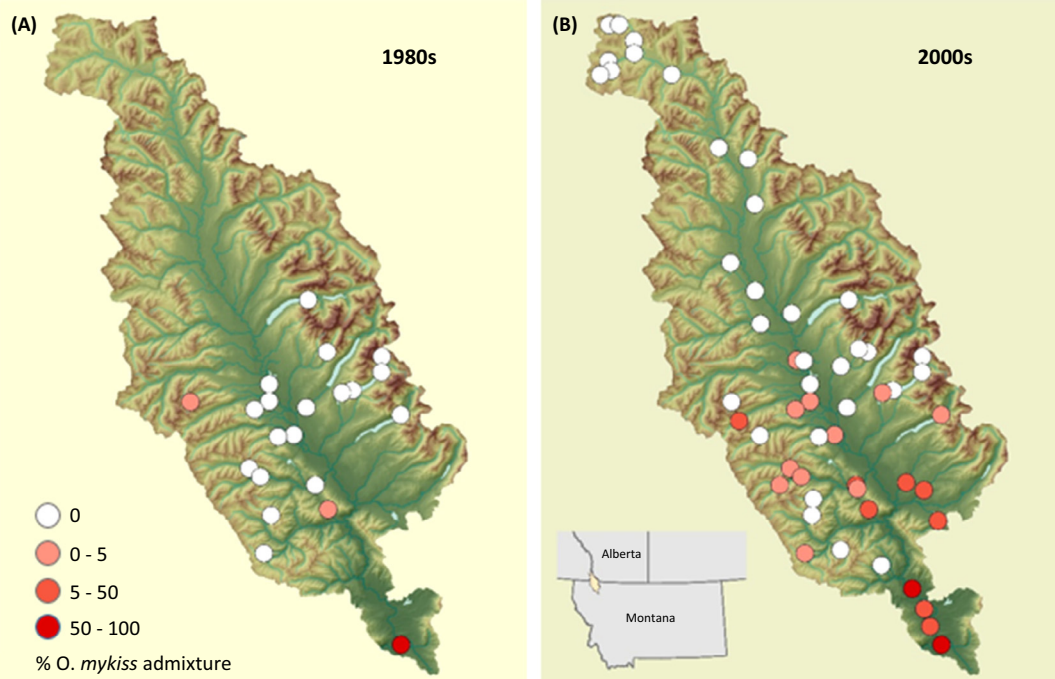 (A)
1980s
0
0 - 5
5 - 50
50 - 100
% O. mykiss admixture
(B)
2000s
Alberta
Montana